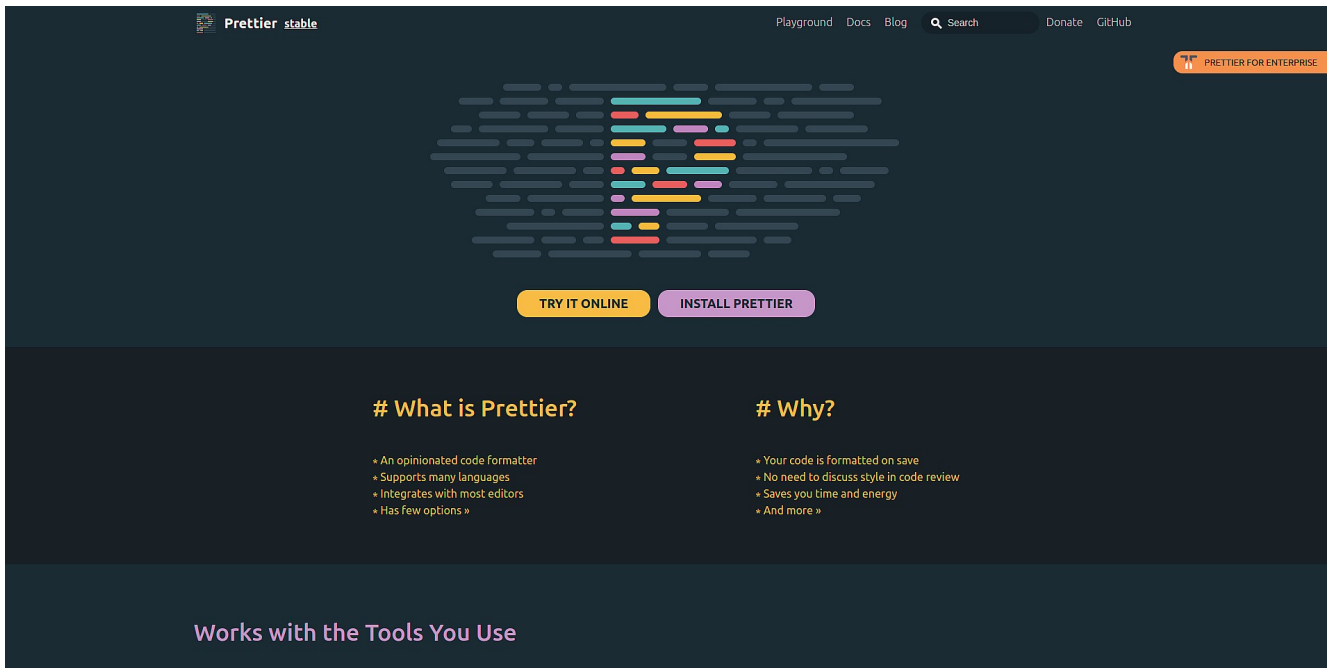 Prettier stable
Playground Docs Blog Search Donate GitHub
PRETTIER FOR ENTERPRISE
TRY IT ONLINE
INSTALL PRETTIER
# What is Prettier?
* An opinionated code formatter
* Supports many languages
* Integrates with most editors
* Has few options »
# Why?
* Your code is formatted on save
* No need to discuss style in code review
* Saves you time and energy
* And more »
Works with the Tools You Use